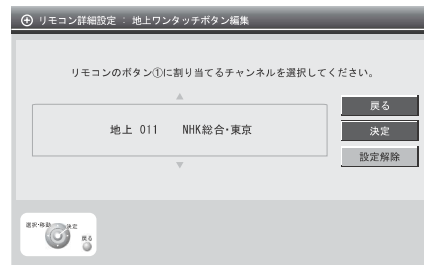 リモコン詳細設定 : 地上ワンタッチボタン編集
リモコンのボタン①に割り当てるチャンネルを選択してください。
地上 011 NHK総合・東京
戻る
決定
設定解除
選択・移動 決定
戻る